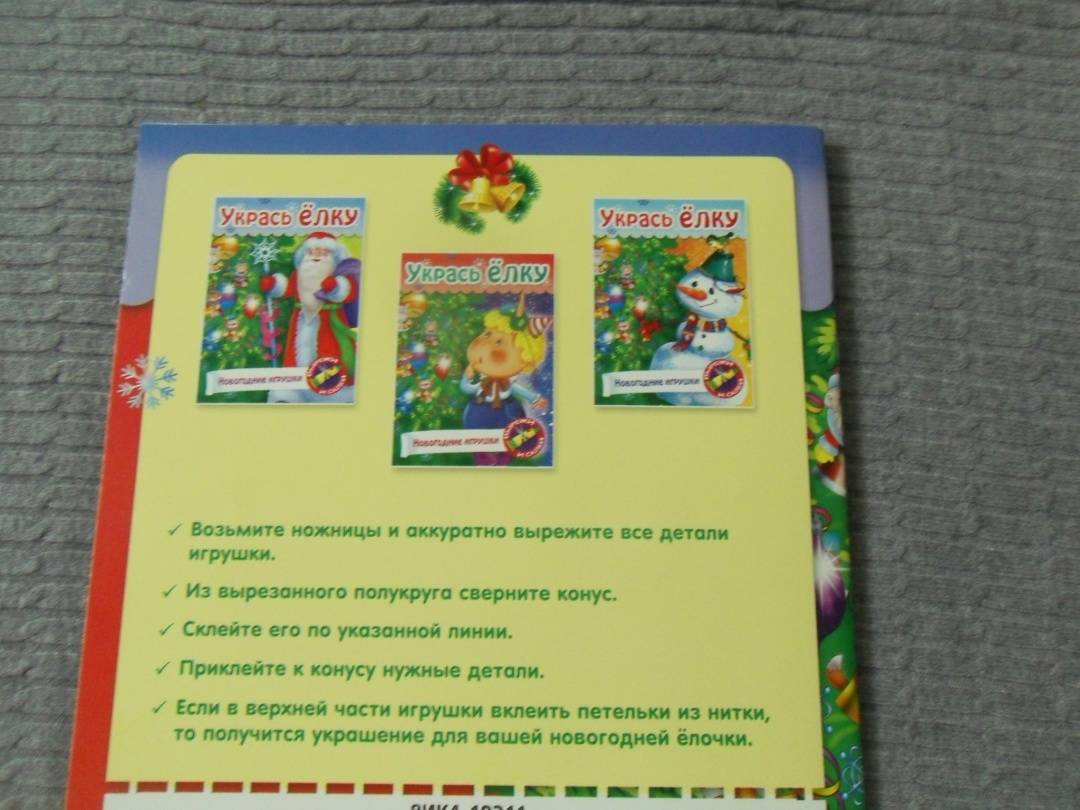 Укрась ёлку
Новогодние игрушки
Укрась ёлку
Новогодние игрушки
Укрась ёлку
Новогодние игрушки
✓ Возьмите ножницы и аккуратно вырежите все детали
игрушки.
✓ Из вырезанного полукруга сверните конус.
✓ Склейте его по указанной линии.
✓ Приклейте к конусу нужные детали.
✓ Если в верхней части игрушки вклеить петельки из нитки,
то получится украшение для вашей новогодней ёлочки.